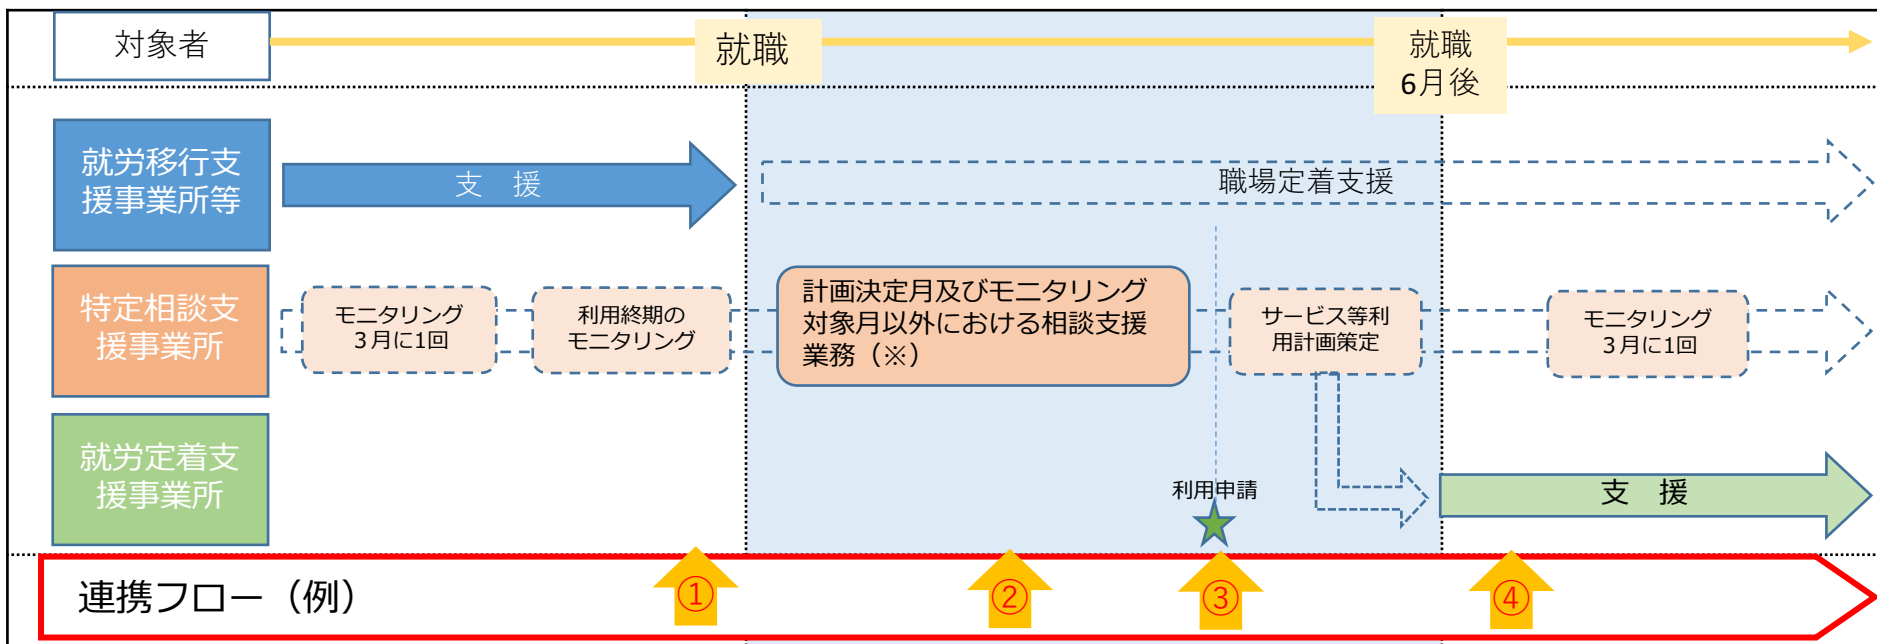 対象者
就職
就職
6月後
就労移行支
援事業所等
支　援
職場定着支援
特定相談支
援事業所
モニタリング
３月に1回
利用終期の
モニタリング
計画決定月及びモニタリング
対象月以外における相談支援
業務（※）
サービス等利
用計画策定
モニタリング
３月に1回
就労定着支
援事業所
利用申請
支　援
連携フロー（例）
①
②
③
④